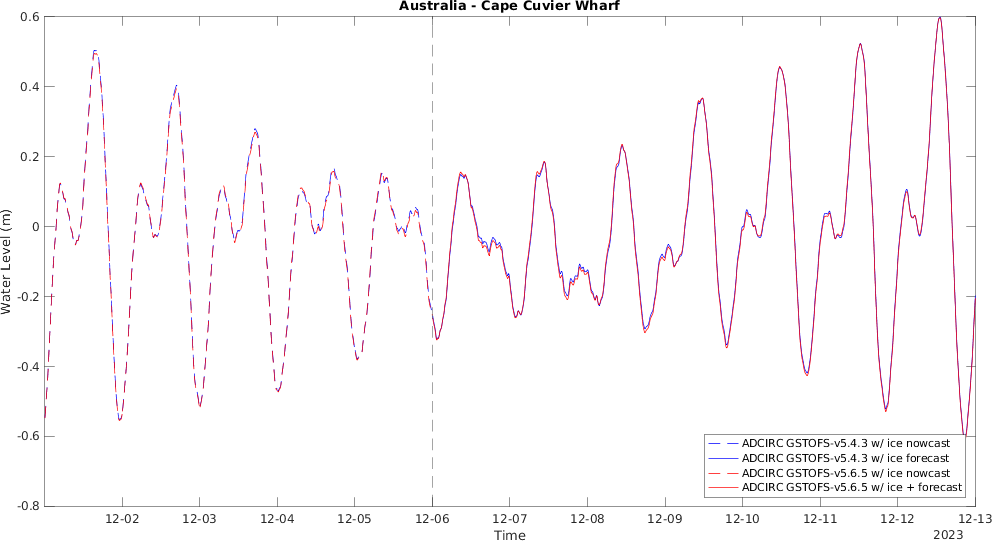 Australia - Cape Cuvier Wharf
0.6
0.4
0.2
0
-0.2
-0.4
-0.6
-0.8
Water Level (m)
ADCIRC GSTOFS-v5.4.3 w/ ice nowcast
ADCIRC GSTOFS-v5.4.3 w/ ice forecast
ADCIRC GSTOFS-v5.6.5 w/ ice nowcast
ADCIRC GSTOFS-v5.6.5 w/ ice + forecast
12-02 12-03 12-04 12-05 12-06 12-07 12-08 12-09 12-10 12-11 12-12 12-13
Time
2023